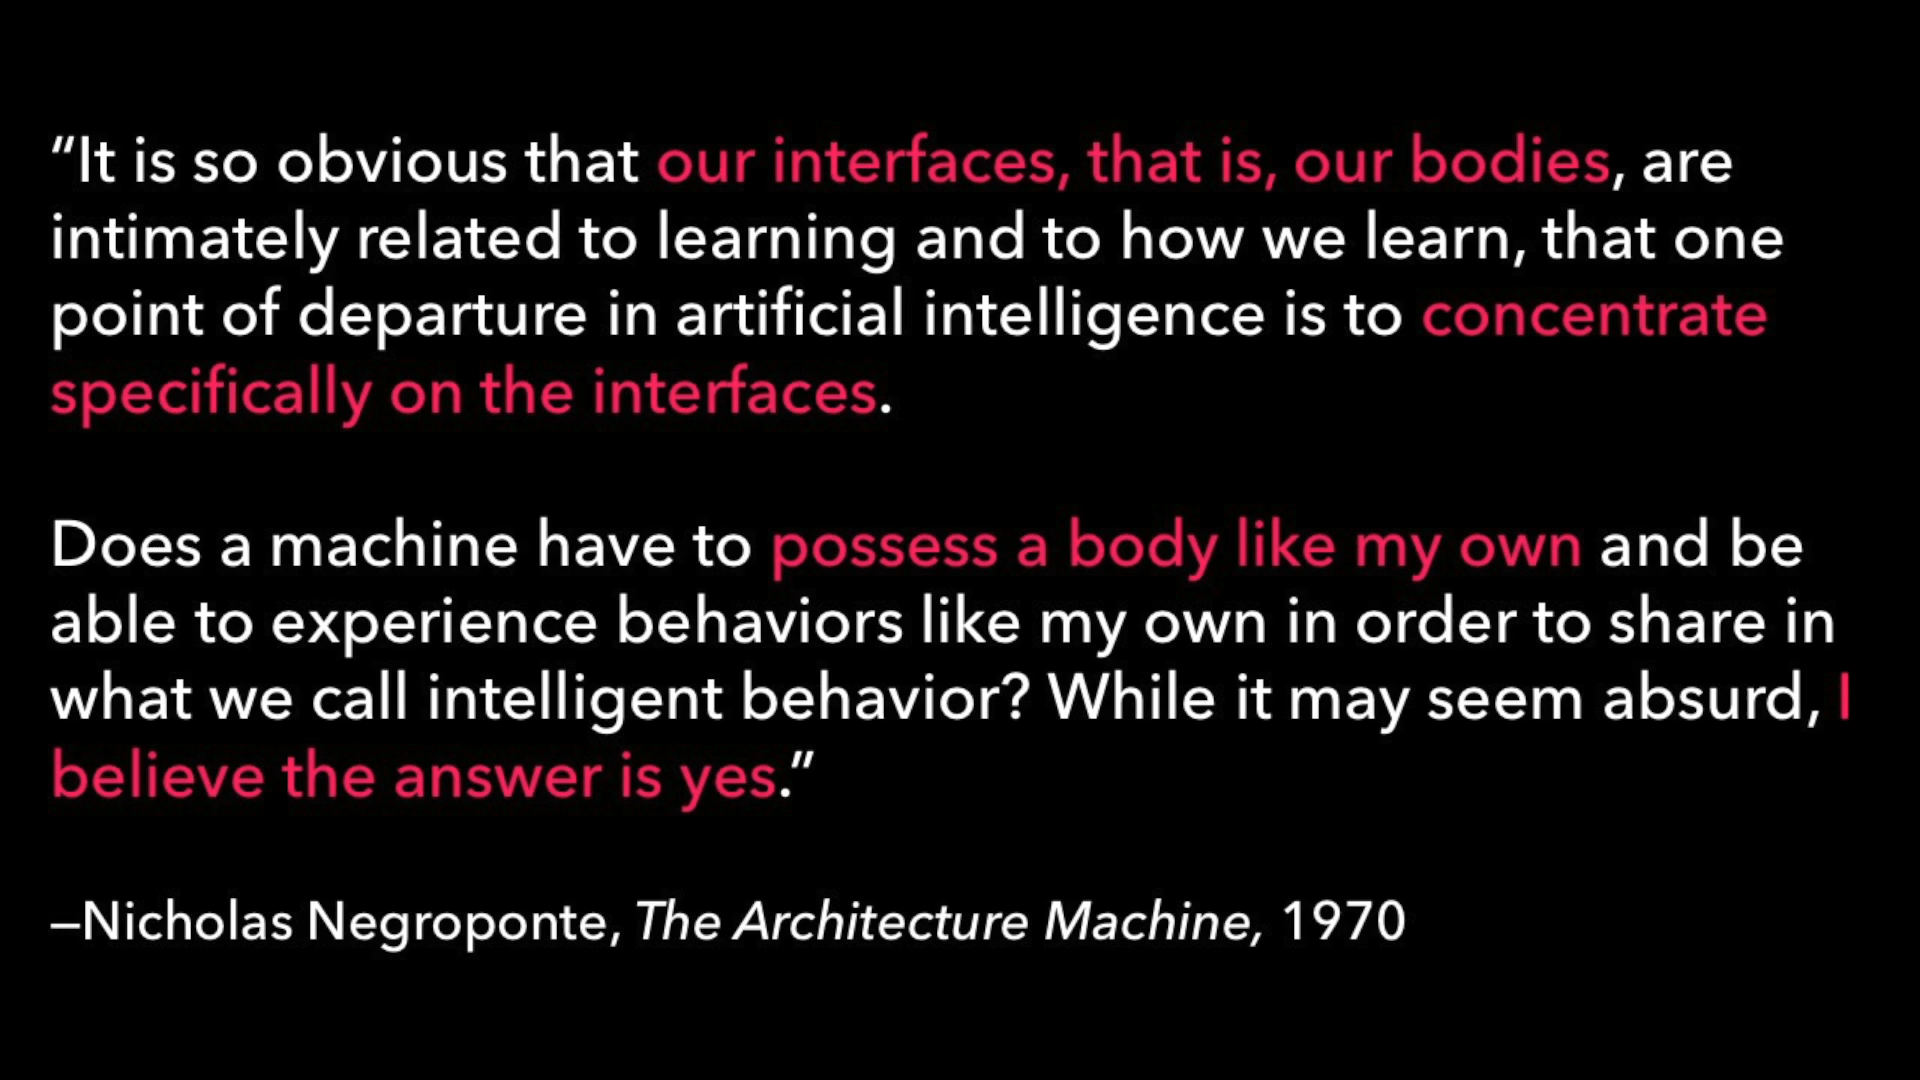 “It is so obvious that our interfaces, that is, our bodies, are
intimately related to learning and to how we learn, that one
point of departure in artificial intelligence is to concentrate
specifically on the interfaces.
Does a machine have to possess a body like my own and be
able to experience behaviors like my own in order to share in
what we call intelligent behavior? While it may seem absurd, I
believe the answer is yes.”
–Nicholas Negroponte, The Architecture Machine, 1970